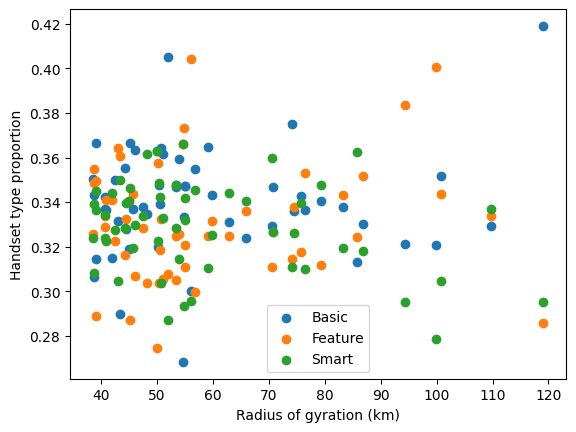 0.42
0.40
0.38
0.36
0.34
0.32
0.30
0.28
Handset type proportion
Basic
Feature
Smart
40 50 60 70 80 90 100 110 120
Radius of gyration (km)